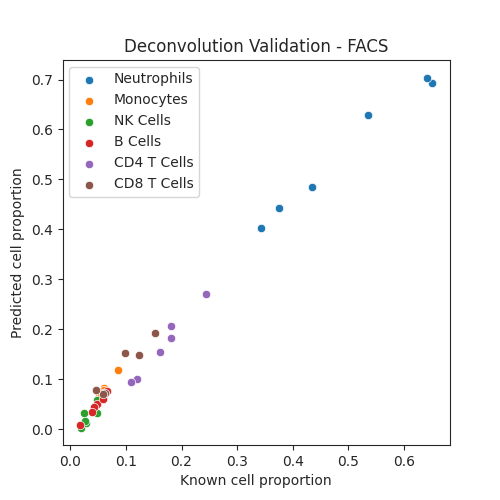 Deconvolution Validation - FACS
Neutrophils
Monocytes
NK Cells
B Cells
CD4 T Cells
CD8 T Cells
Predicted cell proportion
0.7
0.6
0.5
0.4
0.3
0.2
0.1
0.0
0.0 0.1 0.2 0.3 0.4 0.5 0.6
Known cell proportion